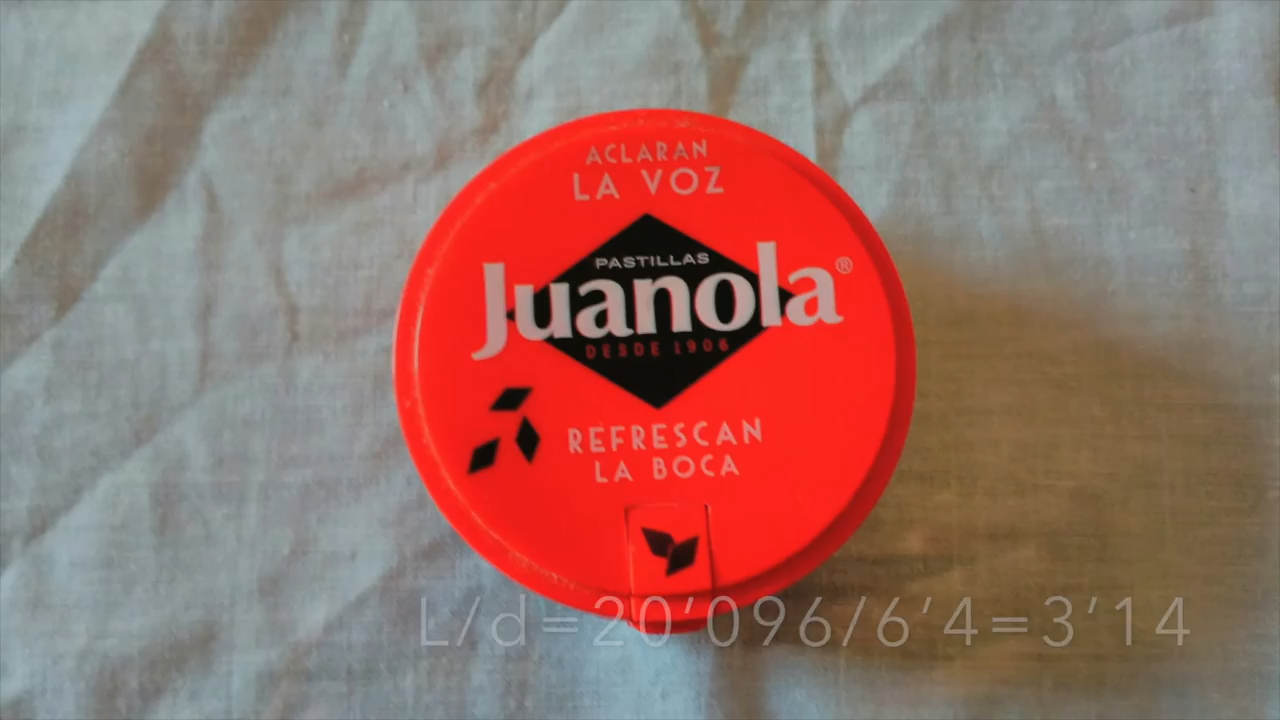 ACLARAN
LA VOZ
PASTILLAS
Juanola®
DESDE 1906
REFRESCAN
LA BOCA
L/d=20'096/6'4=3'14